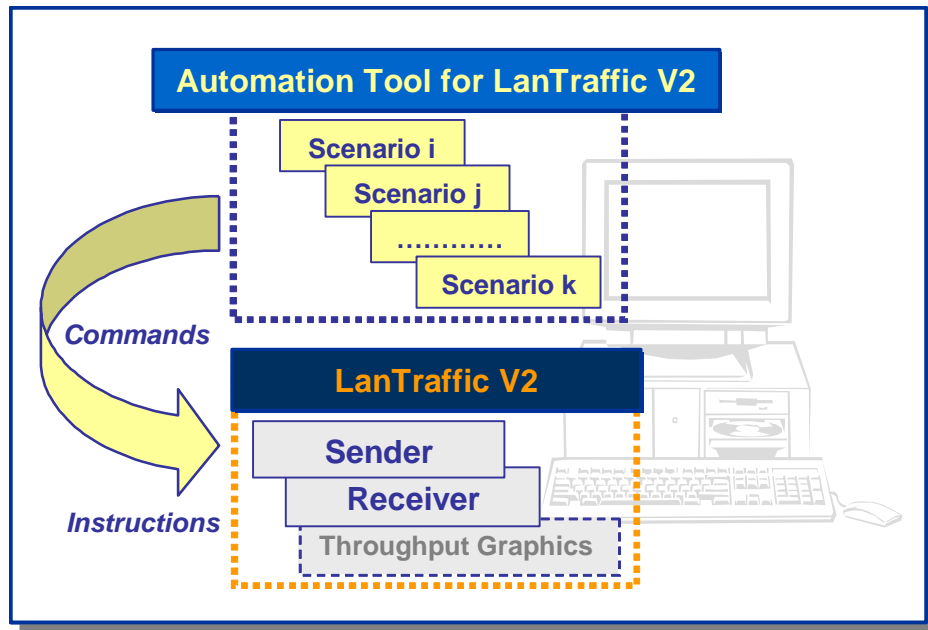 Automation Tool for LanTraffic V2
Scenario i
Scenario j
............
Scenario k
Commands
LanTraffic V2
Sender
Receiver
Instructions
Throughput Graphics